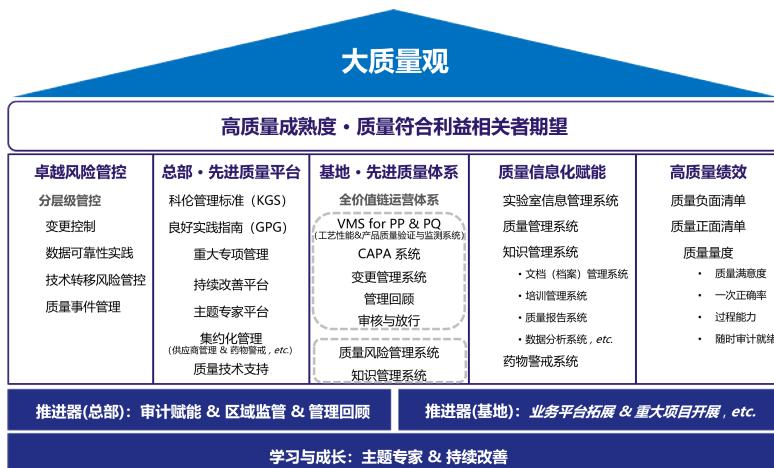 大质量观
高质量成熟度·质量符合利益相关者期望
卓越风险管控
分层级管控
变更控制
数据可靠性实践
技术转移风险管控
质量事件管理
总部·先进质量平台
科伦管理标准（KGS）
良好实践指南（GPG）
重大专项管理
持续改善平台
主题专家平台
集约化管理
(供应商管理 & 药物警戒, etc.)
质量技术支持
基地·先进质量体系
全价值链运营体系
VMS for PP & PQ
(工艺性能&产品质量验证与监测系统)
CAPA 系统
变更管理系统
管理回顾
审核与放行
质量风险管理系统
知识管理系统
质量信息化赋能
实验室信息管理系统
质量管理系统
知识管理系统
• 文档（档案）管理系统
• 培训管理系统
• 质量报告系统
• 数据分析系统, etc.
药物警戒系统
高质量绩效
质量负面清单
质量正面清单
质量量度
• 质量满意度
• 一次正确率
• 过程能力
• 随时审计就绪
推进器(总部)：审计赋能 & 区域监管 & 管理回顾
推进器(基地)：业务平台拓展 & 重大项目开展, etc.
学习与成长：主题专家 & 持续改善